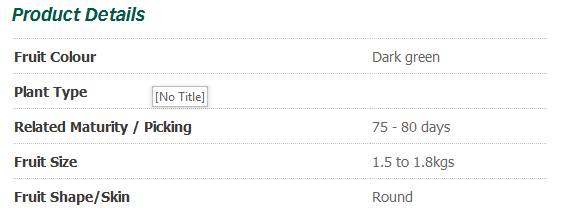 Product Details
Fruit Colour Dark green
Plant Type
[No Title]
Related Maturity / Picking 75 - 80 days
Fruit Size 1.5 to 1.8kgs
Fruit Shape/Skin Round